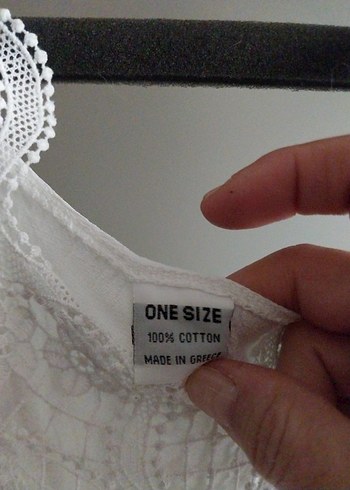 ONE SIZE
100% COTTON
MADE IN GREECE